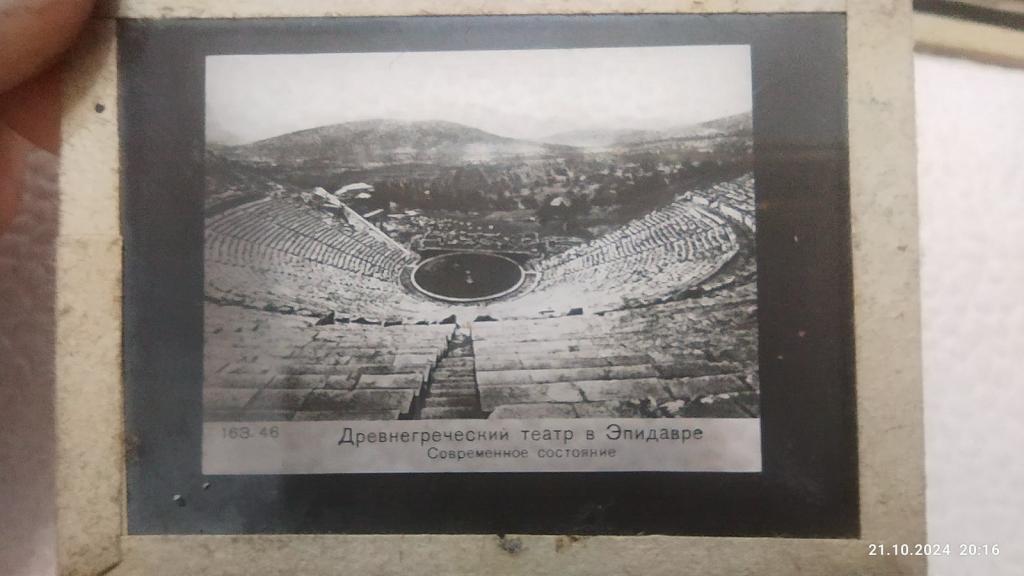 163.46
Древнегреческий театр в Эпидавре
Современное состояние
21.10.2024 20:16